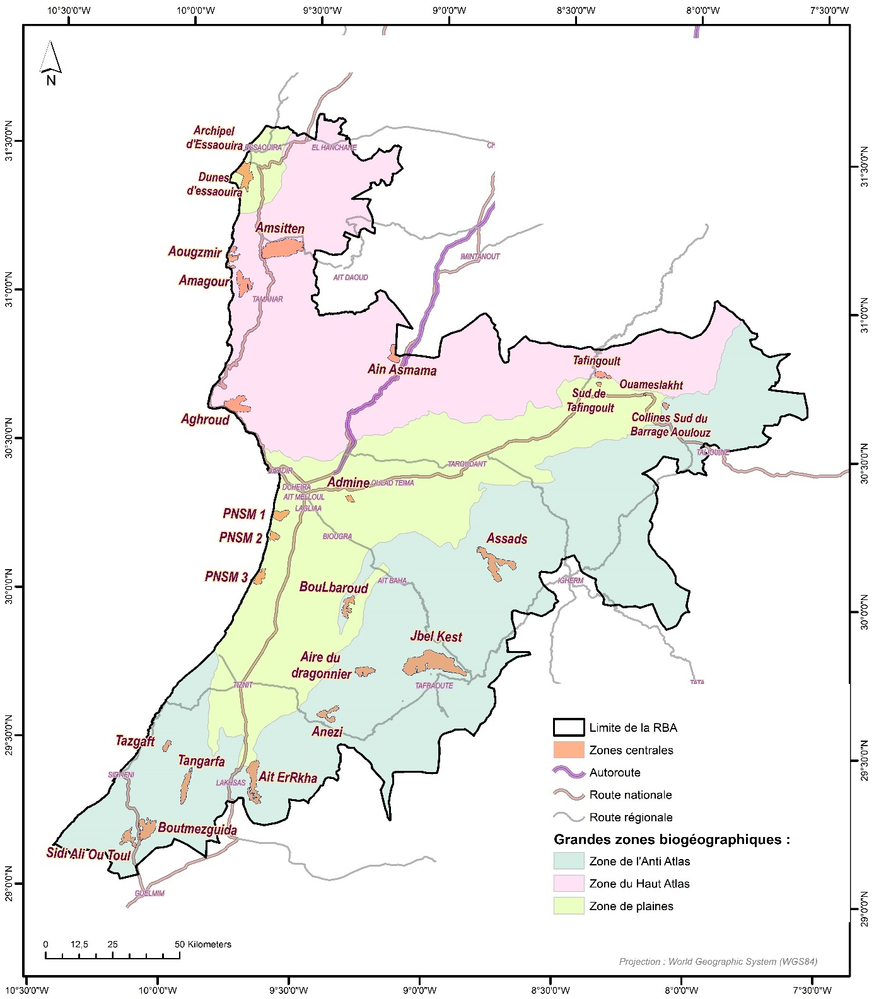 10°30'0"W
10°0'0"W
9°30'0"W
9°0'0"W
8°30'0"W
8°0'0"W
7°30'0"W
N
31°30'0"N
31°0'0"N
30°30'0"N
30°0'0"N
29°30'0"N
29°0'0"N
31°30'0"N
31°0'0"N
30°30'0"N
30°0'0"N
29°30'0"N
29°0'0"N
Archipel
d'Essaouira
ESSAOUIRA
EL HANCHANE
CH
Dunes
d'essaouira
Amsitten
Aougzmir
IMINTANOUT
AIT DAOUD
Amagour
TAMANAR
Ain Asmama
Tafingoult
Ouameslakht
Sud de
Tafingoult
Aghroud
Collines Sud du
Barrage Aoulouz
TALIOUINE
AGADIR
TAROUDANT
DCHEIRA
Admine
OULAD TEIMA
AIT MELLOUL
LAGLIAA
PNSM 1
PNSM 2
BIOUGRA
Assads
PNSM 3
AIT BAHA
IGHERM
BouLbaroud
Jbel Kest
Aire du
dragonnier
TIZNIT
TAFRAOUTE
TATA
Anezi
Tazgaft
Tangarfa
SIDI IFNI
LAKHSAS
Ait ErRkha
Boutmezguida
Sidi Ali Ou Toul
GUELMIM
Limite de la RBA
Zones centrales
Autoroute
Route nationale
Route régionale
Grandes zones biogéographiques :
Zone de l'Anti Atlas
Zone du Haut Atlas
Zone de plaines
0 12,5 25 50 Kilometers
Projection : World Geographic System (WGS84)
10°30'0"W
10°0'0"W
9°30'0"W
9°0'0"W
8°30'0"W
8°0'0"W
7°30'0"W